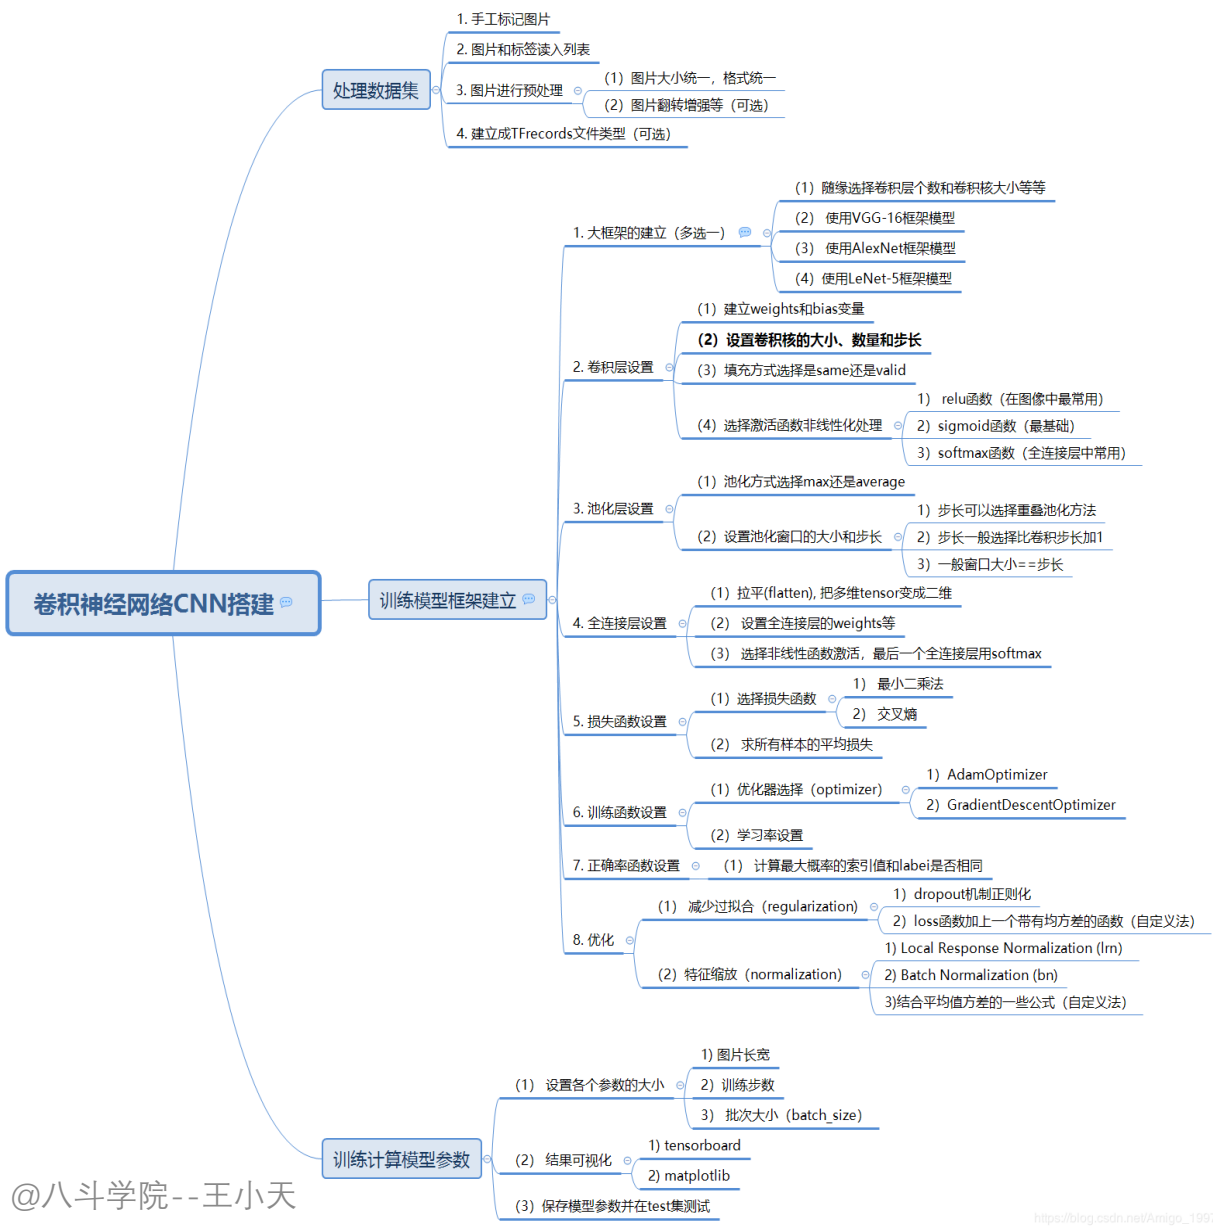 卷积神经网络CNN搭建
处理数据集
1. 手工标记图片
2. 图片和标签读入列表
3. 图片进行预处理
（1）图片大小统一，格式统一
（2）图片翻转增强等（可选）
4. 建立成TFrecords文件类型（可选）
训练模型框架建立
1. 大框架的建立（多选一）
（1）随缘选择卷积层个数和卷积核大小等等
（2） 使用VGG-16框架模型
（3） 使用AlexNet框架模型
（4）使用LeNet-5框架模型
2. 卷积层设置
（1）建立weights和bias变量
（2）设置卷积核的大小、数量和步长
（3）填充方式选择是same还是valid
（4）选择激活函数非线性化处理
1） relu函数（在图像中最常用）
2）sigmoid函数（最基础）
3）softmax函数（全连接层中常用）
3. 池化层设置
（1）池化方式选择max还是average
（2）设置池化窗口的大小和步长
1）步长可以选择重叠池化方法
2）步长一般选择比卷积步长加1
3）一般窗口大小==步长
4. 全连接层设置
（1）拉平(flatten), 把多维tensor变成二维
（2） 设置全连接层的weights等
（3） 选择非线性函数激活，最后一个全连接层用softmax
5. 损失函数设置
（1）选择损失函数
1） 最小二乘法
2） 交叉熵
（2） 求所有样本的平均损失
6. 训练函数设置
（1）优化器选择（optimizer）
1）AdamOptimizer
2）GradientDescentOptimizer
（2）学习率设置
7. 正确率函数设置
（1） 计算最大概率的索引值和labei是否相同
8. 优化
（1） 减少过拟合（regularization)
1）dropout机制正则化
2）loss函数加上一个带有均方差的函数（自定义法）
（2）特征缩放（normalization）
1) Local Response Normalization (lrn)
2) Batch Normalization (bn)
3)结合平均值方差的一些公式（自定义法）
训练计算模型参数
（1） 设置各个参数的大小
1) 图片长宽
2）训练步数
3） 批次大小（batch_size）
（2） 结果可视化
1) tensorboard
2) matplotlib
（3）保存模型参数并在test集测试
@八斗学院--王小天
https://blog.csdn.net/Amigo_199